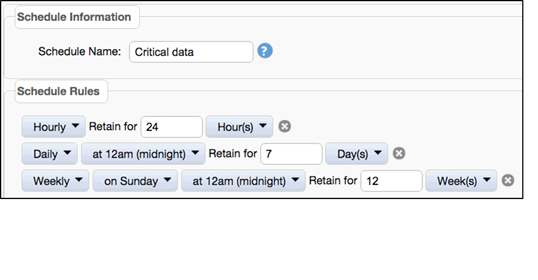 Schedule Information
Schedule Name: Critical data ?
Schedule Rules
Hourly Retain for 24 Hour(s)
Daily at 12am (midnight) Retain for 7 Day(s)
Weekly on Sunday at 12am (midnight) Retain for 12 Week(s)